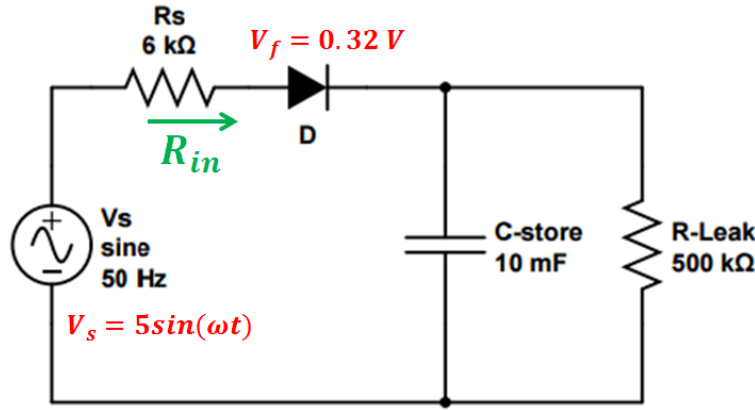 Rs
6 kΩ
V_f = 0.32 V
D
R_in
+
Vs
sine
50 Hz
−
V_s = 5sin(ωt)
C-store
10 mF
R-Leak
500 kΩ